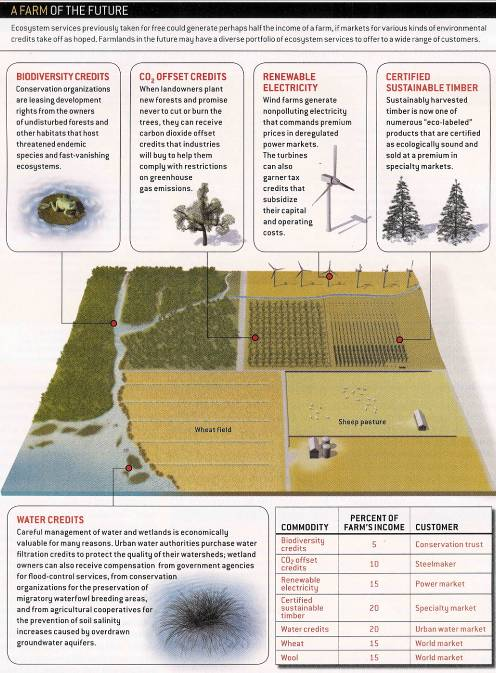 A FARM OF THE FUTURE
Ecosystem services previously taken for free could generate perhaps half the income of a farm, if markets for various kinds of environmental
credits take off as hoped. Farmlands in the future may have a diverse portfolio of ecosystem services to offer to a wide range of customers.
BIODIVERSITY CREDITS
Conservation organizations
are leasing development
rights from the owners
of undisturbed forests and
other habitats that host
threatened endemic
species and fast-vanishing
ecosystems.
CO2 OFFSET CREDITS
When landowners plant
new forests and promise
never to cut or burn the
trees, they can receive
carbon dioxide offset
credits that industries
will buy to help them
comply with restrictions
on greenhouse
gas emissions.
RENEWABLE
ELECTRICITY
Wind farms generate
nonpolluting electricity
that commands premium
prices in deregulated
power markets.
The turbines
can also
garner tax
credits that
subsidize
their capital
and operating
costs.
CERTIFIED
SUSTAINABLE TIMBER
Sustainably harvested
timber is now one of
numerous "eco-labeled"
products that are certified
as ecologically sound and
sold at a premium in
specialty markets.
Wheat field
Sheep pasture
WATER CREDITS
Careful management of water and wetlands is economically
valuable for many reasons. Urban water authorities purchase water
filtration credits to protect the quality of their watersheds; wetland
owners can also receive compensation from government agencies
for flood-control services, from conservation
organizations for the preservation of
migratory waterfowl breeding areas,
and from agricultural cooperatives for
the prevention of soil salinity
increases caused by overdrawn
groundwater aquifers.
COMMODITY PERCENT OF FARM'S INCOME CUSTOMER
Biodiversity credits 5 Conservation trust
CO2 offset credits 10 Steelmaker
Renewable electricity 15 Power market
Certified sustainable timber 20 Specialty market
Water credits 20 Urban water market
Wheat 15 World market
Wool 15 World market